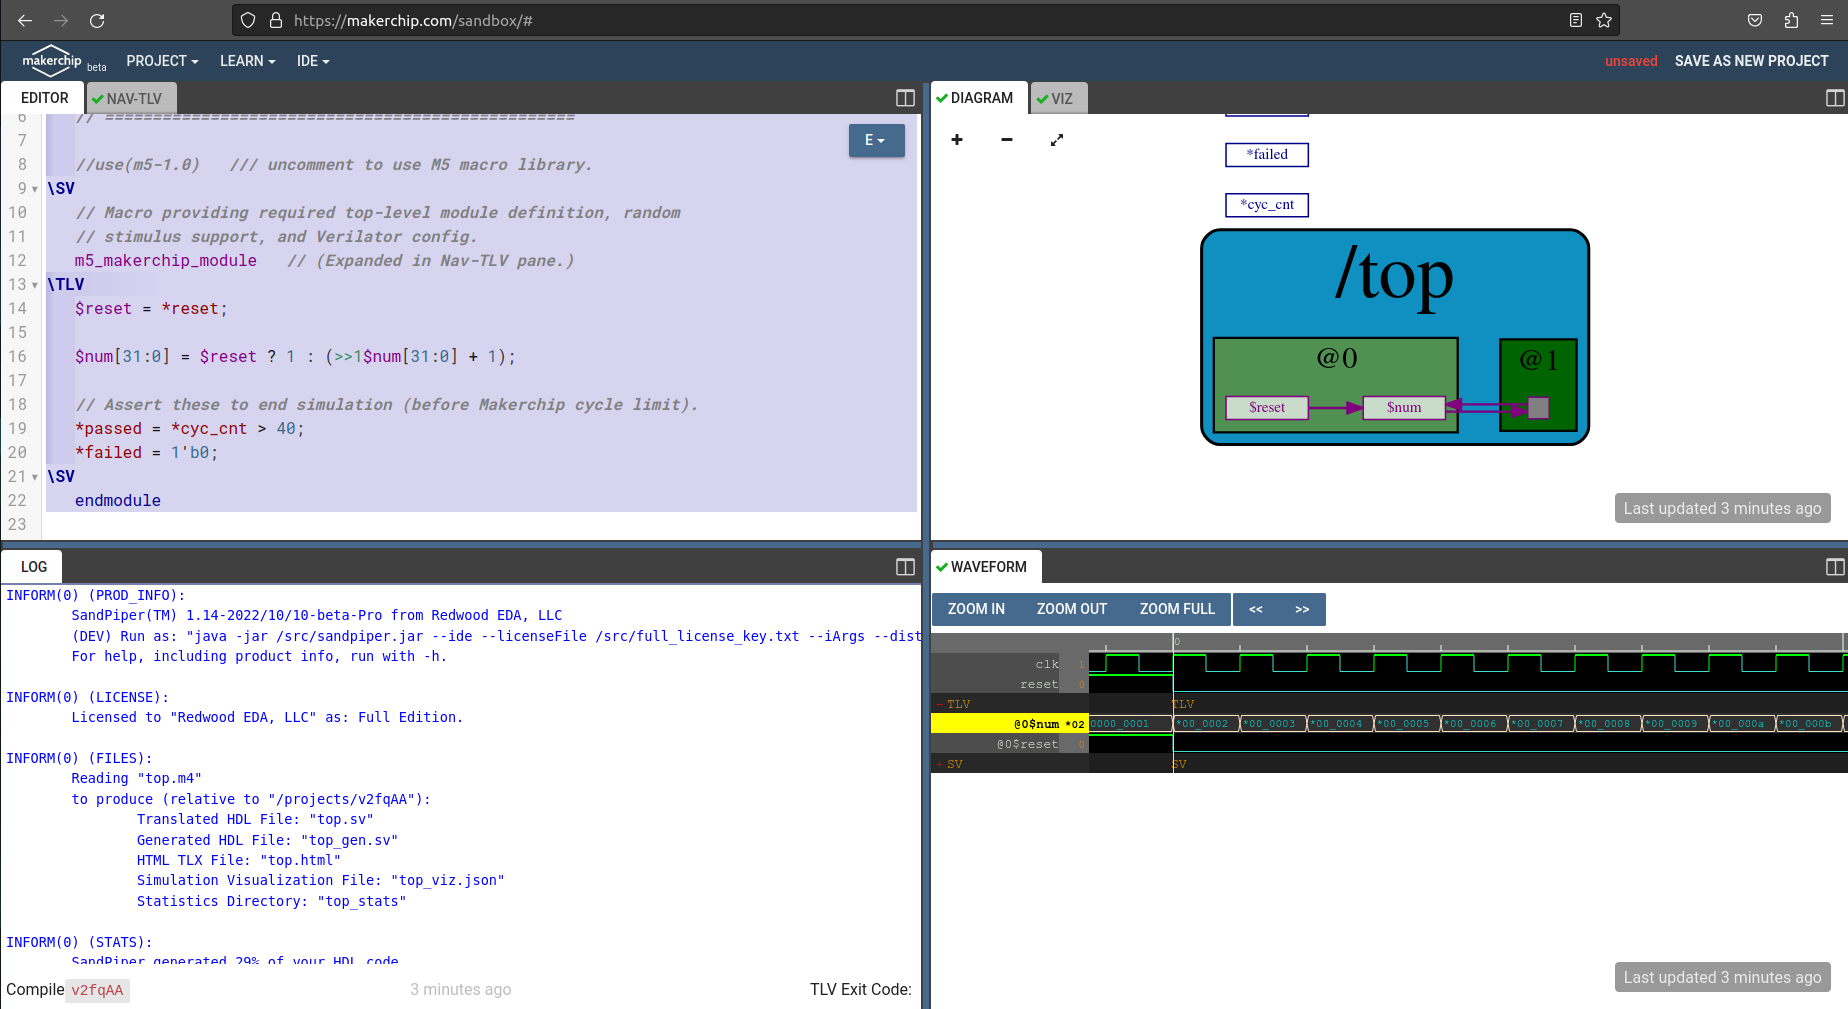 https://makerchip.com/sandbox/#
makerchip beta PROJECT LEARN IDE unsaved SAVE AS NEW PROJECT
EDITOR NAV-TLV
E
6 // =================================================
7
8 //use(m5-1.0) /// uncomment to use M5 macro library.
9 \SV
10 // Macro providing required top-level module definition, random
11 // stimulus support, and Verilator config.
12 m5_makerchip_module // (Expanded in Nav-TLV pane.)
13 \TLV
14 $reset = *reset;
15
16 $num[31:0] = $reset ? 1 : (>>1$num[31:0] + 1);
17
18 // Assert these to end simulation (before Makerchip cycle limit).
19 *passed = *cyc_cnt > 40;
20 *failed = 1'b0;
21 \SV
22 endmodule
23
DIAGRAM VIZ
*failed
*cyc_cnt
/top
@0 @1
$reset $num
Last updated 3 minutes ago
LOG
INFORM(0) (PROD_INFO):
SandPiper(TM) 1.14-2022/10/10-beta-Pro from Redwood EDA, LLC
(DEV) Run as: "java -jar /src/sandpiper.jar --ide --licenseFile /src/full_license_key.txt --iArgs --dist
For help, including product info, run with -h.
INFORM(0) (LICENSE):
Licensed to "Redwood EDA, LLC" as: Full Edition.
INFORM(0) (FILES):
Reading "top.m4"
to produce (relative to "/projects/v2fqAA"):
Translated HDL File: "top.sv"
Generated HDL File: "top_gen.sv"
HTML TLX File: "top.html"
Simulation Visualization File: "top_viz.json"
Statistics Directory: "top_stats"
INFORM(0) (STATS):
SandPiper generated 29% of your HDL code
Compile v2fqAA 3 minutes ago TLV Exit Code:
WAVEFORM
ZOOM IN ZOOM OUT ZOOM FULL << >>
0
clk 1
reset 0
- TLV TLV
@0$num *02 0000_0001 *00_0002 *00_0003 *00_0004 *00_0005 *00_0006 *00_0007 *00_0008 *00_0009 *00_000a *00_000b
@0$reset 0
+ SV SV
Last updated 3 minutes ago